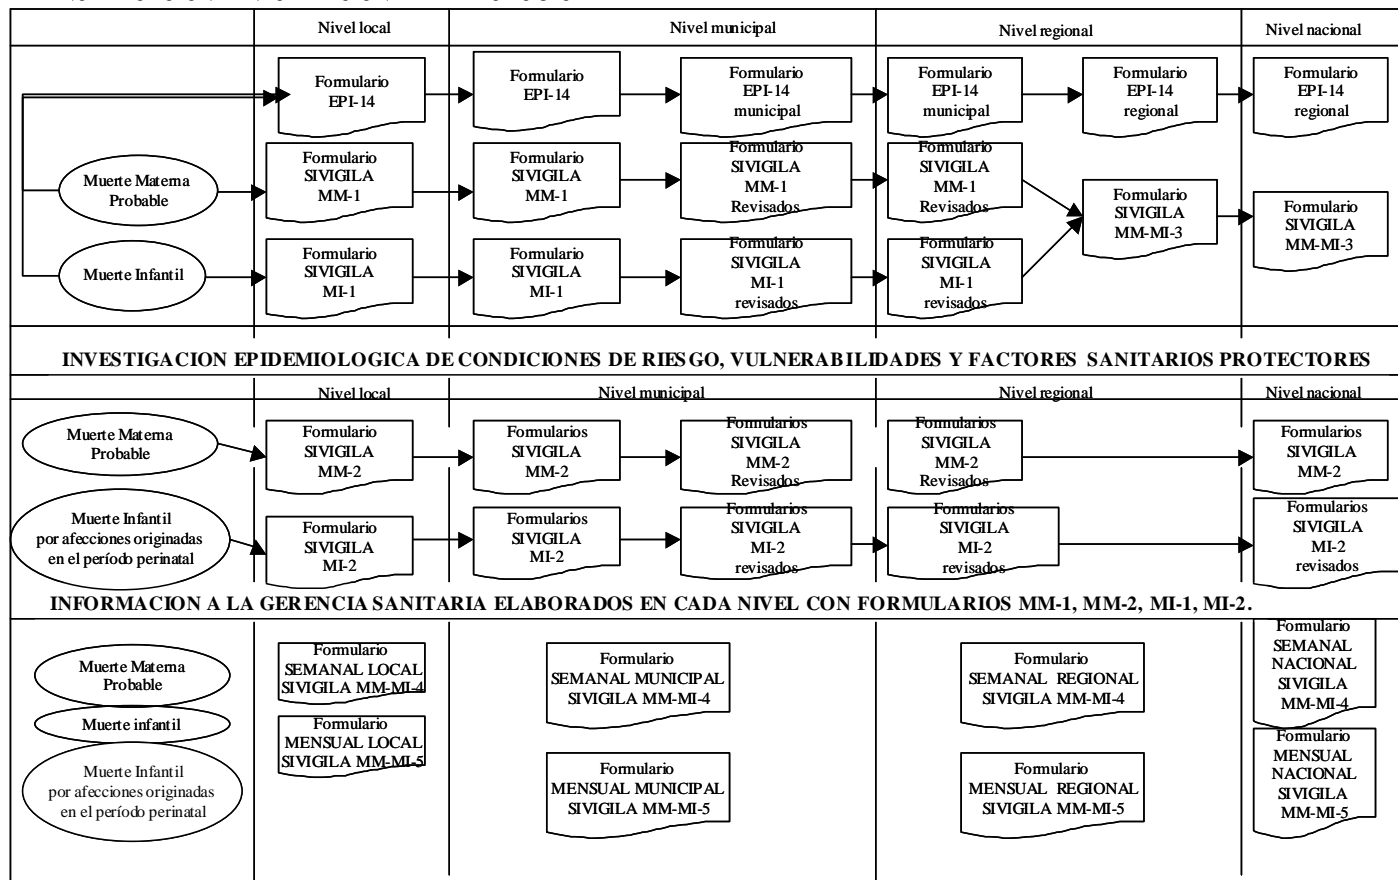 Nivel local
Nivel municipal
Nivel regional
Nivel nacional
Formulario
EPI-14
Formulario
EPI-14
Formulario
EPI-14
municipal
Formulario
EPI-14
municipal
Formulario
EPI-14
regional
Formulario
EPI-14
regional
Muerte Materna
Probable
Formulario
SIVIGILA
MM-1
Formulario
SIVIGILA
MM-1
Formulario
SIVIGILA
MM-1
Revisados
Formulario
SIVIGILA
MM-1
Revisados
Formulario
SIVIGILA
MM-MI-3
Formulario
SIVIGILA
MM-MI-3
Muerte Infantil
Formulario
SIVIGILA
MI-1
Formulario
SIVIGILA
MI-1
Formulario
SIVIGILA
MI-1
revisados
Formulario
SIVIGILA
MI-1
revisados
INVESTIGACION EPIDEMIOLOGICA DE CONDICIONES DE RIESGO, VULNERABILIDADES Y FACTORES SANITARIOS PROTECTORES
Nivel local
Nivel municipal
Nivel regional
Nivel nacional
Muerte Materna
Probable
Formulario
SIVIGILA
MM-2
Formularios
SIVIGILA
MM-2
Formularios
SIVIGILA
MM-2
Revisados
Formularios
SIVIGILA
MM-2
Revisados
Formularios
SIVIGILA
MM-2
Muerte Infantil
por afecciones originadas
en el período perinatal
Formulario
SIVIGILA
MI-2
Formularios
SIVIGILA
MI-2
Formularios
SIVIGILA
MI-2
revisados
Formularios
SIVIGILA
MI-2
revisados
Formularios
SIVIGILA
MI-2
revisados
INFORMACION A LA GERENCIA SANITARIA ELABORADOS EN CADA NIVEL CON FORMULARIOS MM-1, MM-2, MI-1, MI-2.
Muerte Materna
Probable
Muerte infantil
Muerte Infantil
por afecciones originadas
en el período perinatal
Formulario
SEMANAL LOCAL
SIVIGILA MM-MI-4
Formulario
MENSUAL LOCAL
SIVIGILA MM-MI-5
Formulario
SEMANAL MUNICIPAL
SIVIGILA MM-MI-4
Formulario
MENSUAL MUNICIPAL
SIVIGILA MM-MI-5
Formulario
SEMANAL REGIONAL
SIVIGILA MM-MI-4
Formulario
MENSUAL REGIONAL
SIVIGILA MM-MI-5
Formulario
SEMANAL
NACIONAL
SIVIGILA
MM-MI-4
Formulario
MENSUAL
NACIONAL
SIVIGILA
MM-MI-5